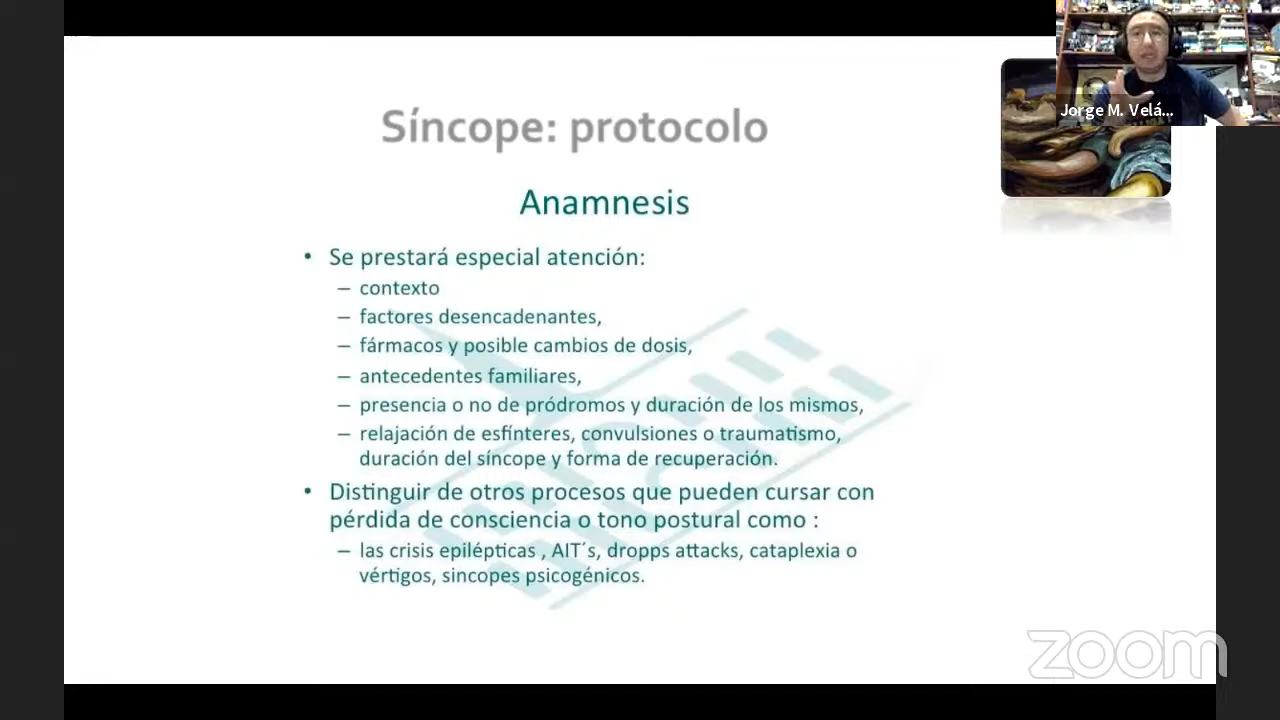 Síncope: protocolo
Jorge M. Velá...
Anamnesis
• Se prestará especial atención:
– contexto
– factores desencadenantes,
– fármacos y posible cambios de dosis,
– antecedentes familiares,
– presencia o no de pródromos y duración de los mismos,
– relajación de esfínteres, convulsiones o traumatismo,
duración del síncope y forma de recuperación.
• Distinguir de otros procesos que pueden cursar con
pérdida de consciencia o tono postural como :
– las crisis epilépticas , AIT´s, dropps attacks, cataplexia o
vértigos, sincopes psicogénicos.
zoom